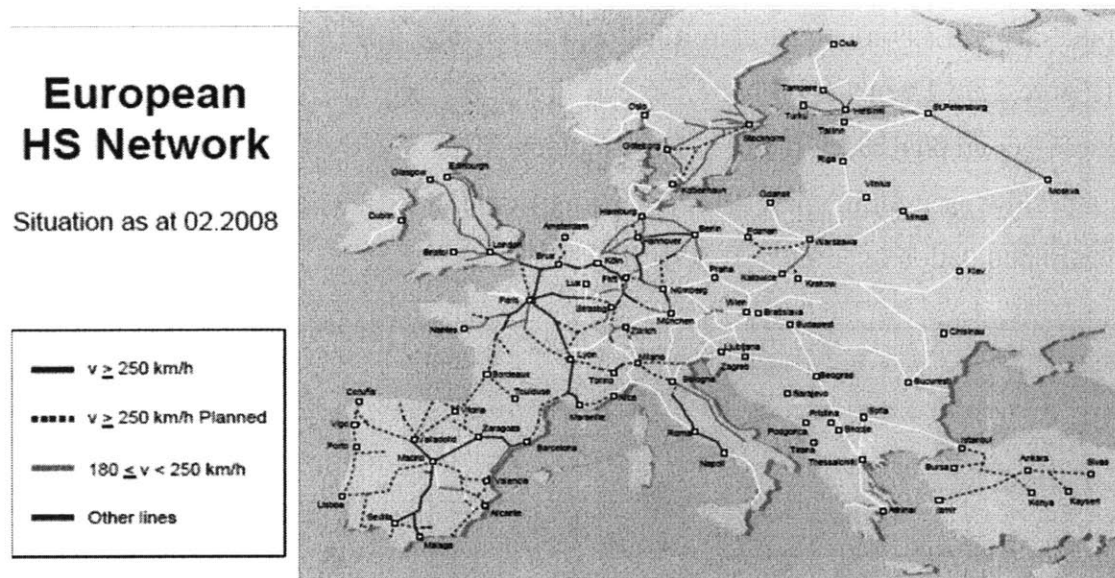 European
HS Network
Situation as at 02.2008
v ≥ 250 km/h
v ≥ 250 km/h Planned
180 ≤ v < 250 km/h
Other lines
Oulu
Tampere
Turku
Helsinki
Tallinn
St.Petersburg
Oslo
Stockholm
Göteborg
Riga
Moskva
Edinburgh
Glasgow
København
Vilnius
Gdansk
Minsk
Dublin
Hamburg
Amsterdam
Hannover
Berlin
Poznan
Warszawa
Bristol
London
Brux
Köln
Praha
Katowice
Krakow
Kiev
Lux
Nürnberg
Paris
Wien
Bratislava
München
Budapest
Chisinau
Nantes
Zürich
Lyon
Ljubljana
Milano
Zagreb
Bordeaux
Torino
Bologna
Beograd
Bucuresti
Toulouse
Nice
Sarajevo
Coruña
Vitoria
Marseille
Pristina
Sofia
Vigo
Zaragoza
Podgorica
Skopje
Valladolid
Barcelona
Roma
Istanbul
Porto
Madrid
Tirana
Napoli
Thessaloniki
Bursa
Ankara
Sivas
Valencia
Lisboa
Konya
Kayseri
Alicante
Izmir
Sevilla
Athinai
Malaga